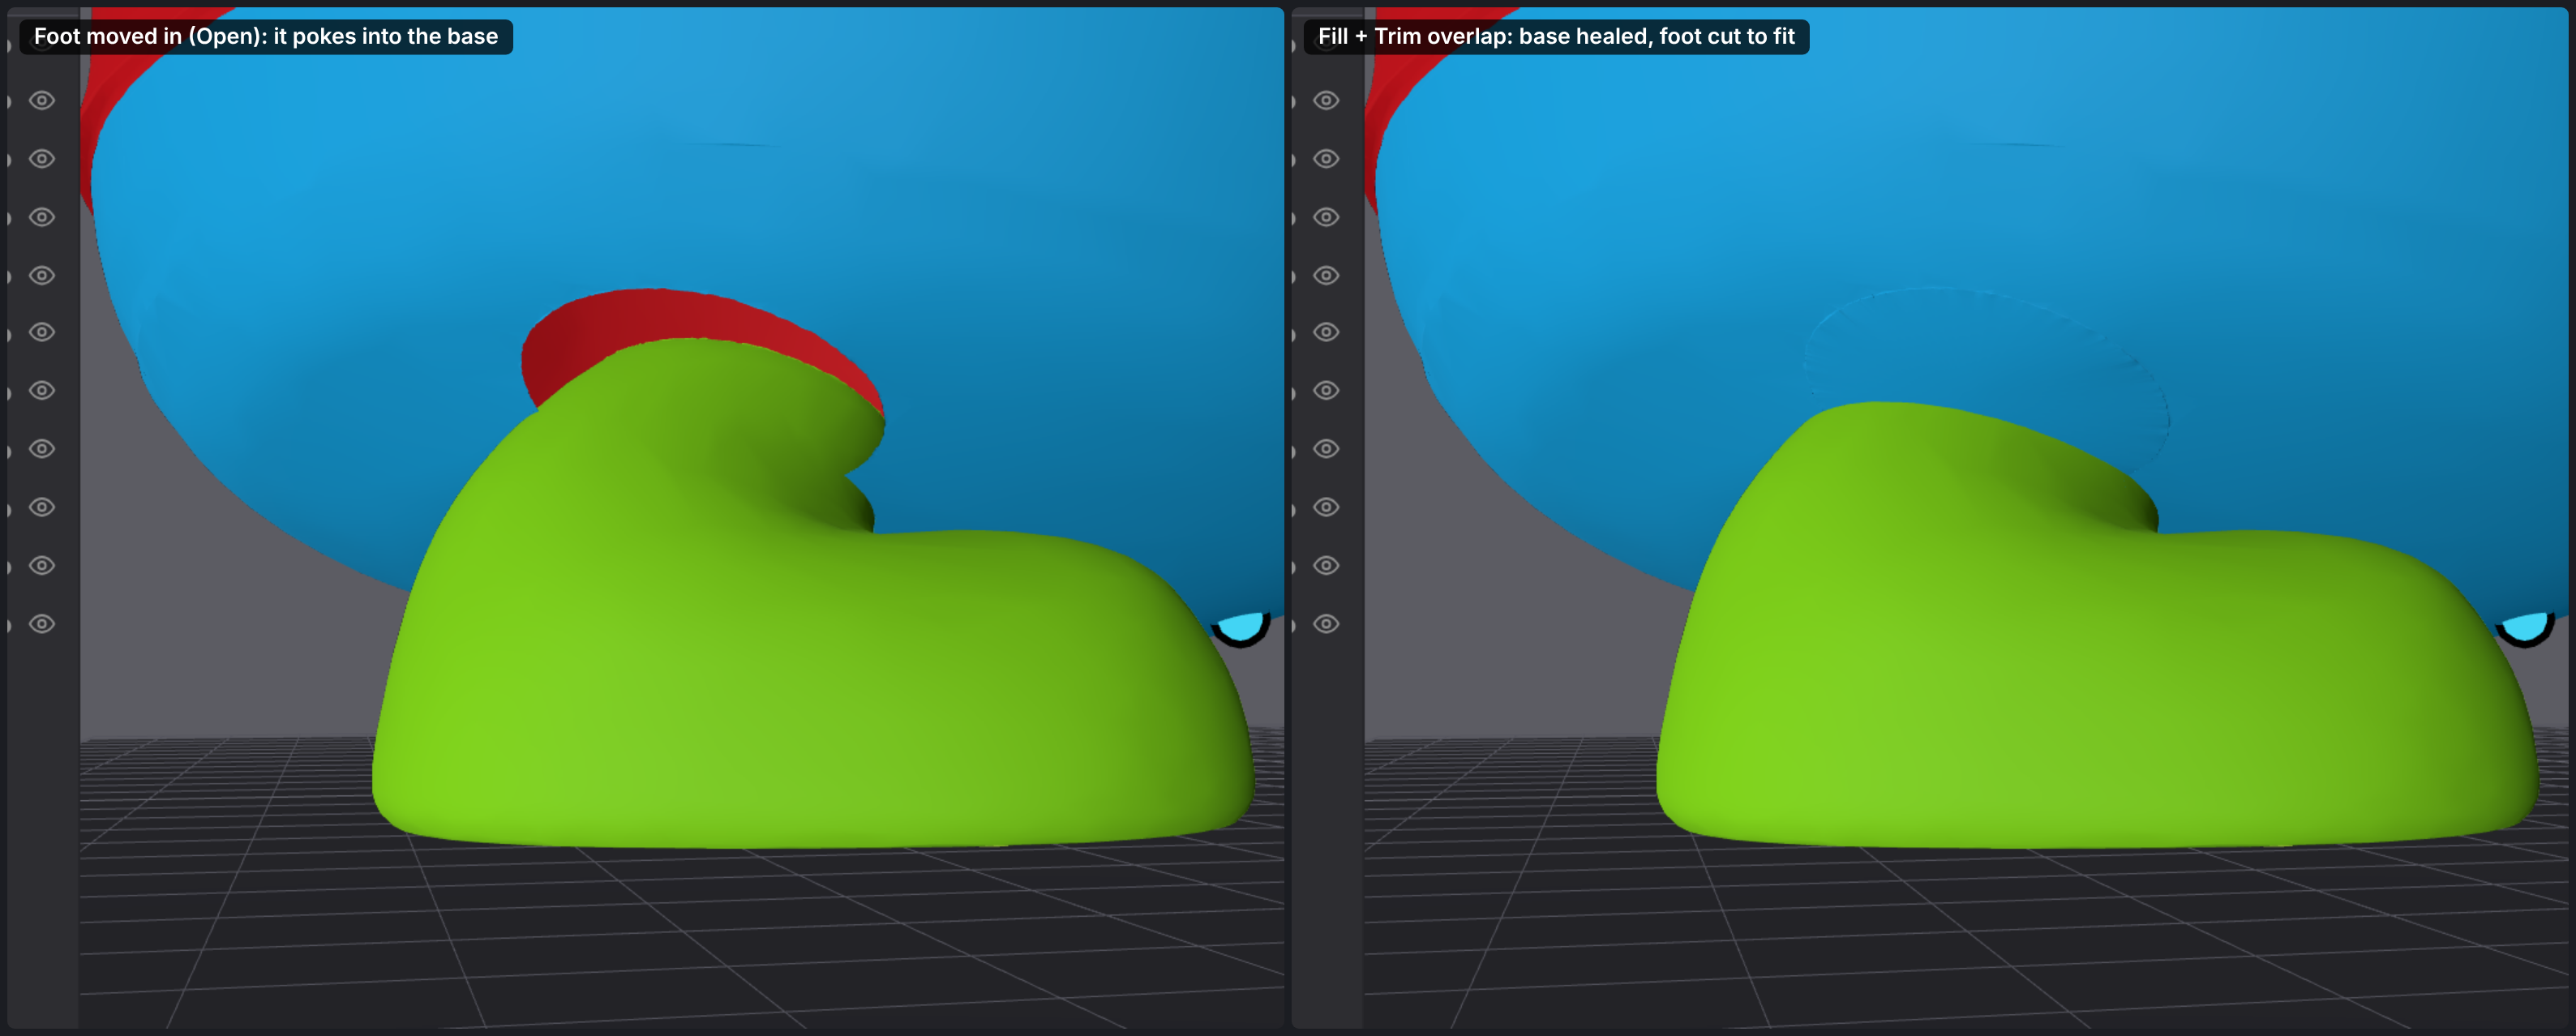 Foot moved in (Open): it pokes into the base
Fill + Trim overlap: base healed, foot cut to fit